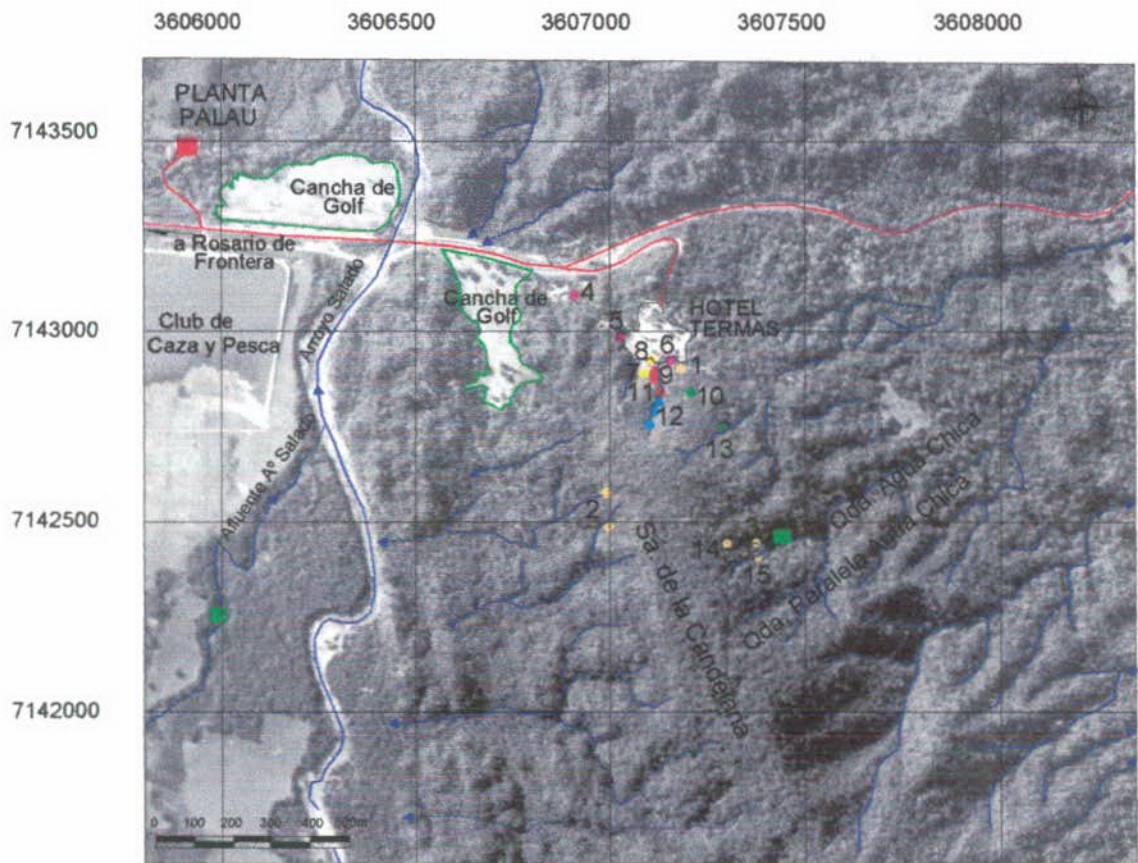 3606000 3606500 3607000 3607500 3608000
7143500
7143000
7142500
7142000
PLANTA
PALAU
Cancha de
Golf
a Rosario de
Frontera
Club de
Caza y Pesca
Arroyo Salado
Afluente Aº Salado
Cancha de
Golf
4
5
HOTEL
TERMAS
8
6
9
1
11
10
12
13
2
Sa. de la Candelaria
14
3
15
Qda. Agua Chica
Qda. Paralela Agua Chica
0 100 200 300 400 500m